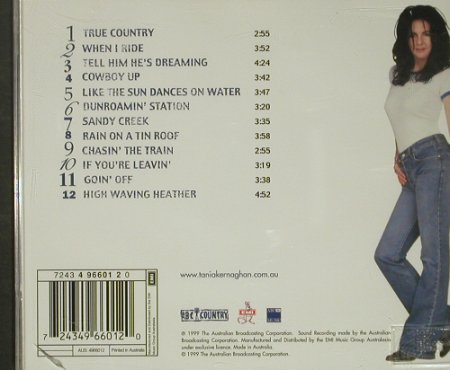 1 TRUE COUNTRY 2:55
2 WHEN I RIDE 3:52
3 TELL HIM HE'S DREAMING 4:24
4 COWBOY UP 3:42
5 LIKE THE SUN DANCES ON WATER 3:47
6 DUNROAMIN' STATION 3:20
7 SANDY CREEK 3:35
8 RAIN ON A TIN ROOF 3:58
9 CHASIN' THE TRAIN 2:55
10 IF YOU'RE LEAVIN' 3:19
11 GOIN' OFF 3:38
12 HIGH WAVING HEATHER 4:52
7243 4 96601 2 0
EMI
7 24349 66012 0
AUS: 4966012 Printed in Australia
www.taniakernaghan.com.au
ABC COUNTRY
EMI
℗ 1999 The Australian Broadcasting Corporation. Sound Recording made by the Australian
Broadcasting Corporation. Manufactured and Distributed by the EMI Music Group Australasia
under exclusive licence. Made in Australia.
© 1999 The Australian Broadcasting Corporation.